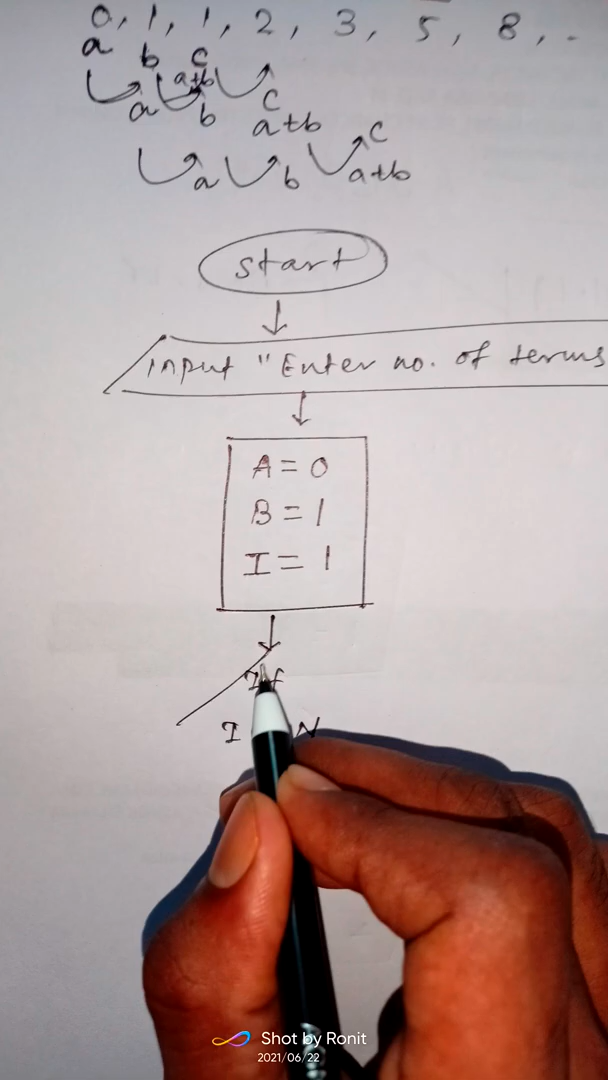 0, 1, 1, 2, 3, 5, 8, .
a b c
a+b
a b c
a+b
c
a b a+b
start
input "Enter no. of terms
A = 0
B = 1
I = 1
If
I N
Shot by Ronit
2021/06/22